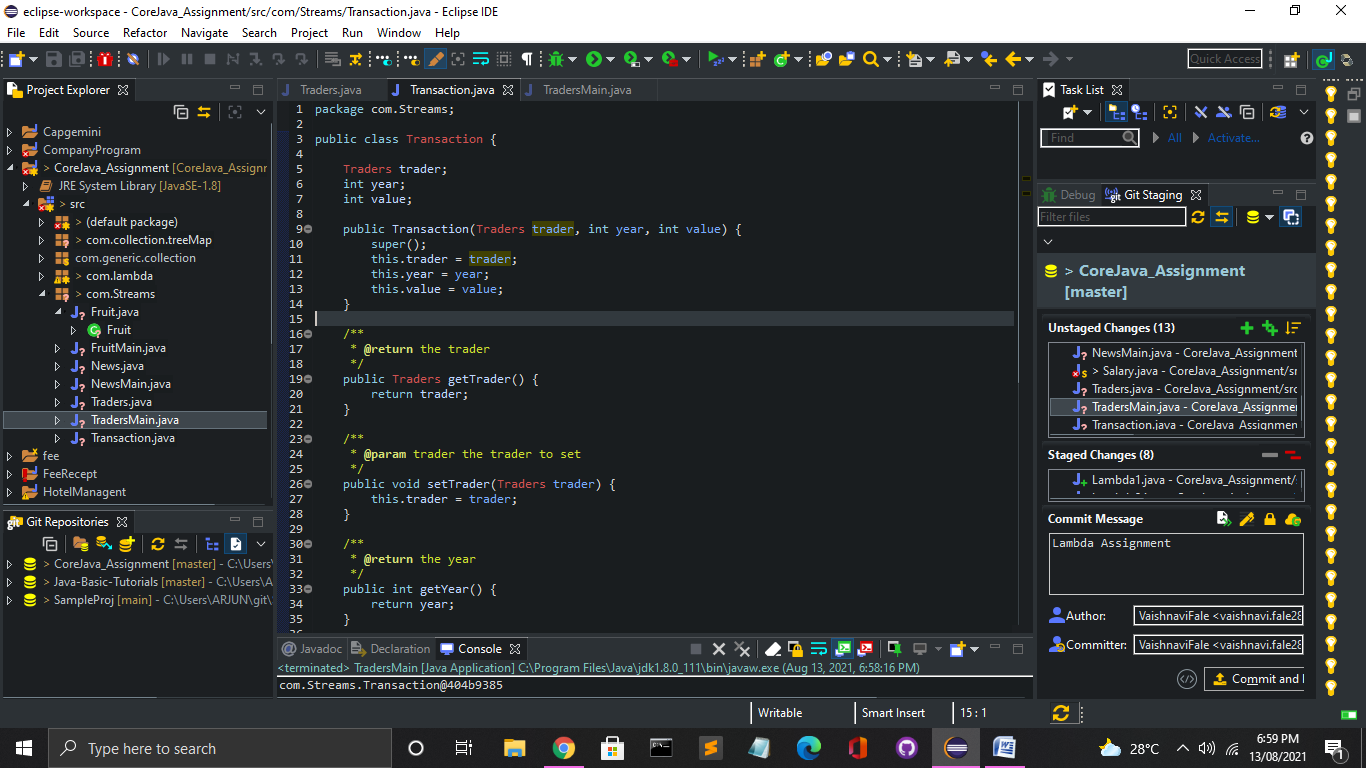 eclipse-workspace - CoreJava_Assignment/src/com/Streams/Transaction.java - Eclipse IDE
File Edit Source Refactor Navigate Search Project Run Window Help
Quick Access
Project Explorer
Capgemini
CompanyProgram
> CoreJava_Assignment [CoreJava_Assignr
JRE System Library [JavaSE-1.8]
> src
> (default package)
> com.collection.treeMap
com.generic.collection
> com.lambda
> com.Streams
Fruit.java
Fruit
FruitMain.java
News.java
NewsMain.java
Traders.java
TradersMain.java
Transaction.java
fee
FeeRecept
HotelManagent
Git Repositories
> CoreJava_Assignment [master] - C:\Users\
> Java-Basic-Tutorials [master] - C:\Users\A
> SampleProj [main] - C:\Users\ARJUN\git\
Traders.java Transaction.java TradersMain.java
1 package com.Streams;
2
3 public class Transaction {
4
5 Traders trader;
6 int year;
7 int value;
8
9 public Transaction(Traders trader, int year, int value) {
10 super();
11 this.trader = trader;
12 this.year = year;
13 this.value = value;
14 }
15
16 /**
17 * @return the trader
18 */
19 public Traders getTrader() {
20 return trader;
21 }
22
23 /**
24 * @param trader the trader to set
25 */
26 public void setTrader(Traders trader) {
27 this.trader = trader;
28 }
29
30 /**
31 * @return the year
32 */
33 public int getYear() {
34 return year;
35 }
Javadoc Declaration Console
<terminated> TradersMain [Java Application] C:\Program Files\Java\jdk1.8.0_111\bin\javaw.exe (Aug 13, 2021, 6:58:16 PM)
com.Streams.Transaction@404b9385
Task List
Find All Activate...
Debug Git Staging
Filter files
> CoreJava_Assignment
[master]
Unstaged Changes (13)
NewsMain.java - CoreJava_Assignment
> Salary.java - CoreJava_Assignment/sr
Traders.java - CoreJava_Assignment/src
TradersMain.java - CoreJava_Assignme
Transaction.java - CoreJava_Assignment
Staged Changes (8)
Lambda1.java - CoreJava_Assignment/
Commit Message
Lambda Assignment
Author: VaishnaviFale <vaishnavi.fale28
Committer: VaishnaviFale <vaishnavi.fale28
Commit and
Writable Smart Insert 15 : 1
Type here to search
28°C
6:59 PM
13/08/2021
1